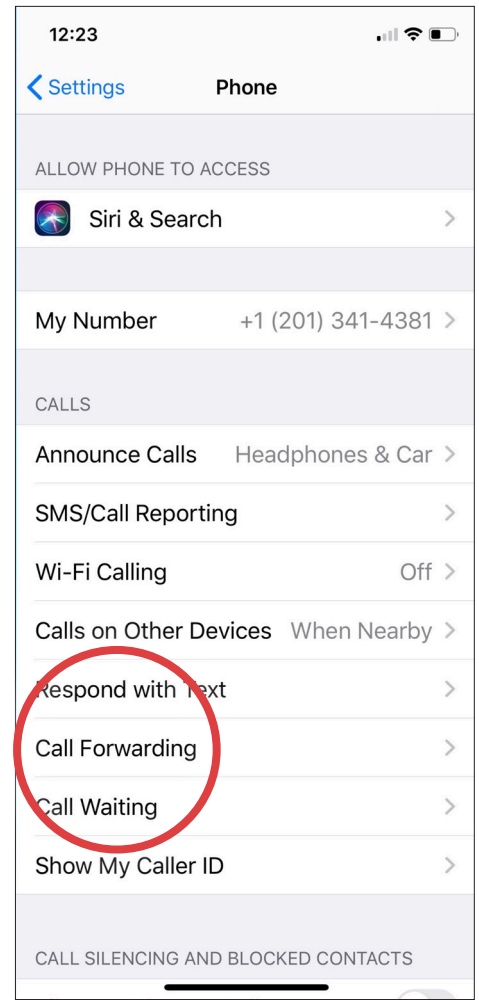 12:23
Settings Phone
ALLOW PHONE TO ACCESS
Siri & Search
My Number +1 (201) 341-4381
CALLS
Announce Calls Headphones & Car
SMS/Call Reporting
Wi-Fi Calling Off
Calls on Other Devices When Nearby
Respond with Text
Call Forwarding
Call Waiting
Show My Caller ID
CALL SILENCING AND BLOCKED CONTACTS